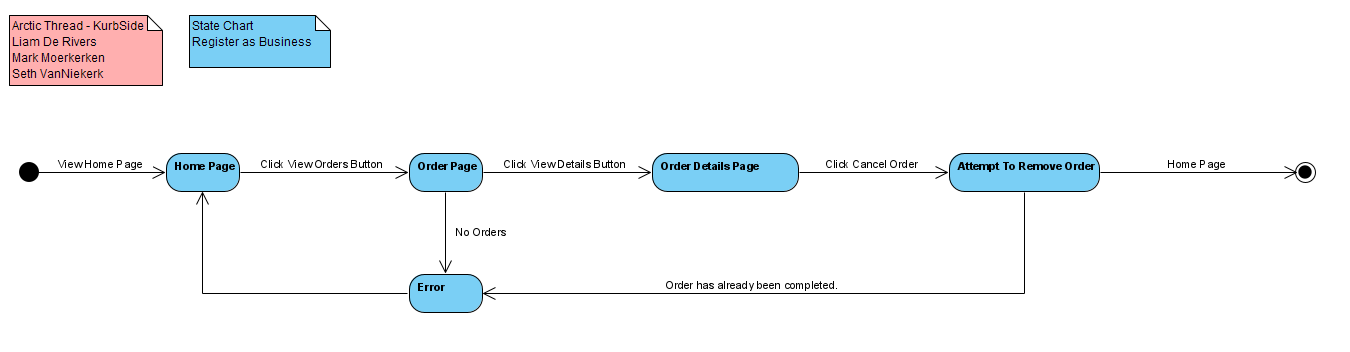 Arctic Thread - KurbSide
Liam De Rivers
Mark Moerkerken
Seth VanNiekerk
State Chart
Register as Business
View Home Page
Home Page
Click View Orders Button
Order Page
Click View Details Button
Order Details Page
Click Cancel Order
Attempt To Remove Order
Home Page
No Orders
Error
Order has already been completed.